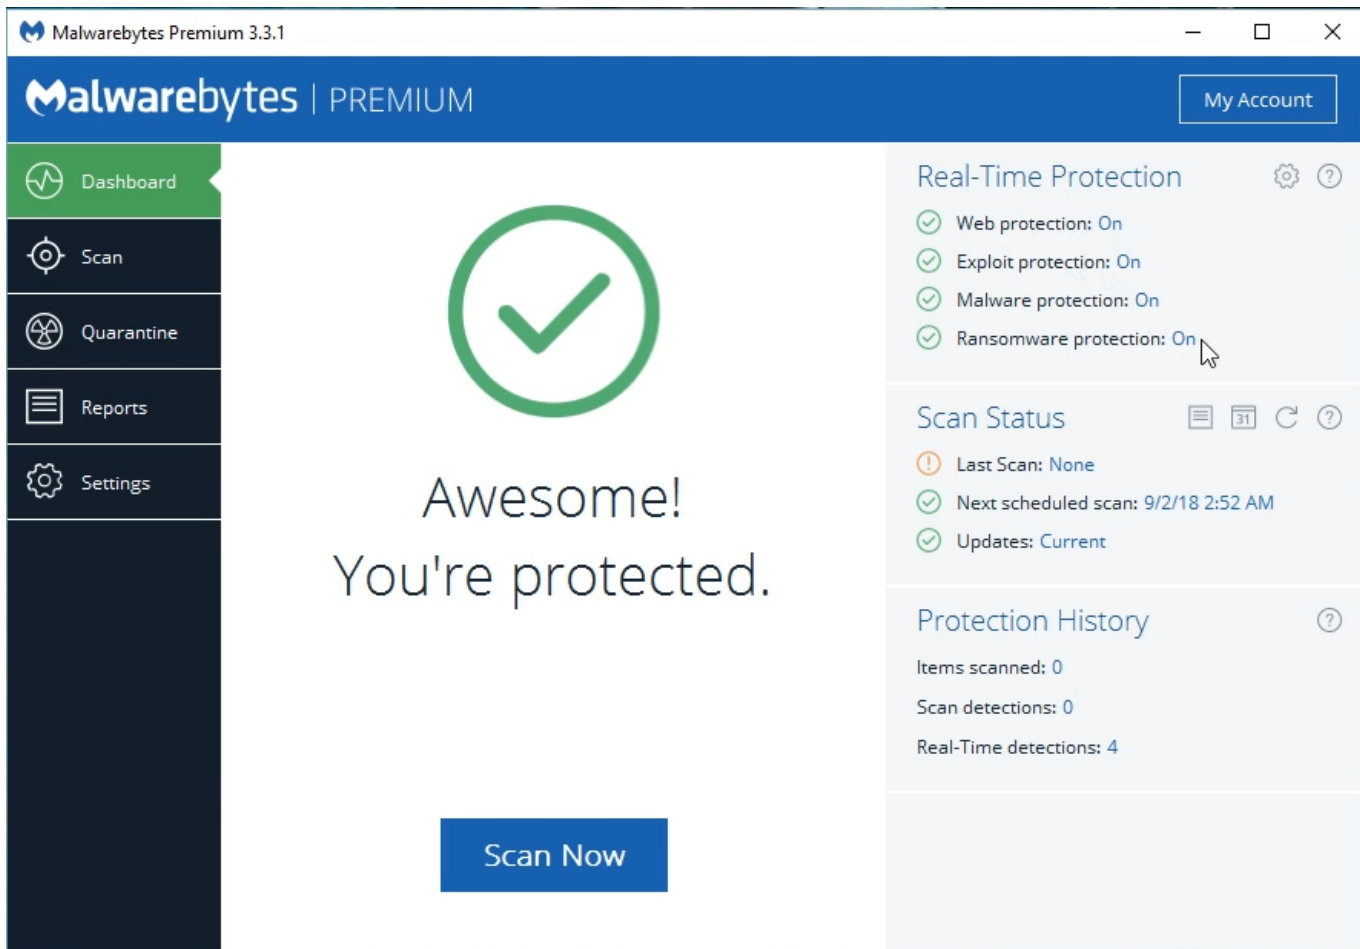 Malwarebytes Premium 3.3.1
Malwarebytes | PREMIUM
My Account
Dashboard
Scan
Quarantine
Reports
Settings
Awesome!
You're protected.
Scan Now
Real-Time Protection
Web protection: On
Exploit protection: On
Malware protection: On
Ransomware protection: On
Scan Status
31
Last Scan: None
Next scheduled scan: 9/2/18 2:52 AM
Updates: Current
Protection History
Items scanned: 0
Scan detections: 0
Real-Time detections: 4